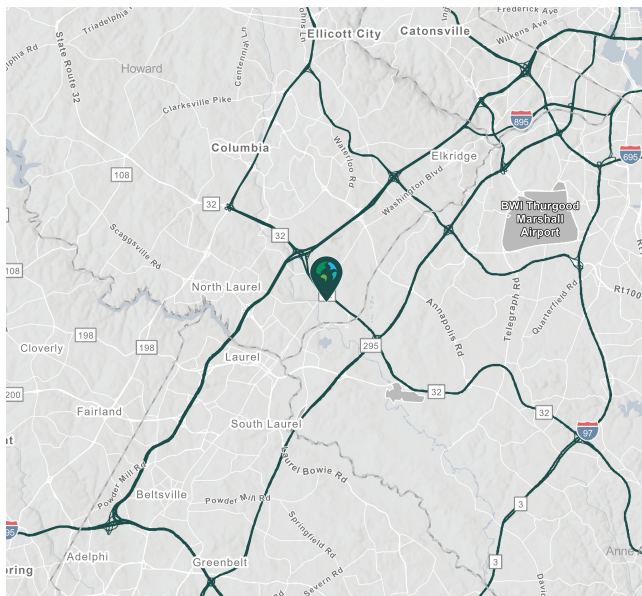 Frederick Ave
Triadelphia Rd
Ellicott City
Catonsville
Wilkens Ave
State Route 32
Centennial Ln
Howard
Clarksville Pike
895
Waterloo Rd
Columbia
Elkridge
695
108
Washington Blvd
32
BWI Thurgood
Marshall
Airport
32
Scaggsville Rd
108
North Laurel
Annapolis Rd
Telegraph Rd
Quarterfield Rd
Rt100
198
198
Cloverly
295
Laurel
32
200
Fairland
32
South Laurel
97
Laurel Bowie Rd
Powder Mill Rd
Beltsville
Powder Mill Rd
3
Springfield Rd
Adelphi
Greenbelt
3
Severn Rd